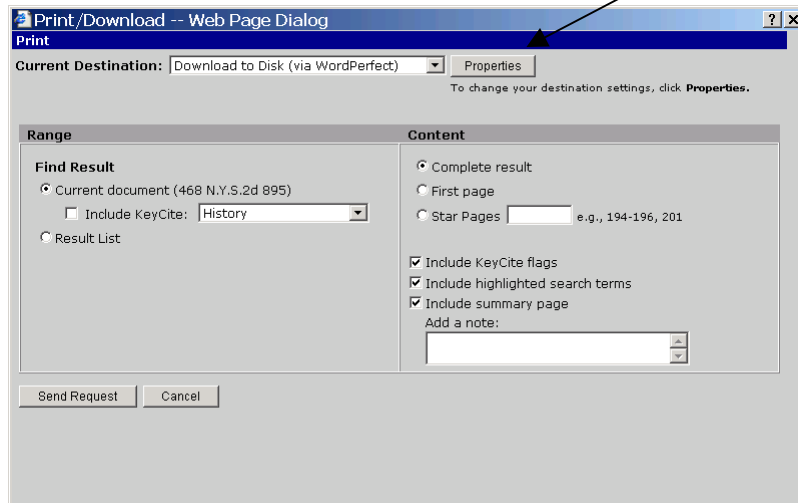 Print/Download -- Web Page Dialog
Print
Current Destination: Download to Disk (via WordPerfect) Properties
To change your destination settings, click Properties.
Range
Find Result
Current document (468 N.Y.S.2d 895)
Include KeyCite: History
Result List
Content
Complete result
First page
Star Pages e.g., 194-196, 201
Include KeyCite flags
Include highlighted search terms
Include summary page
Add a note:
Send Request Cancel